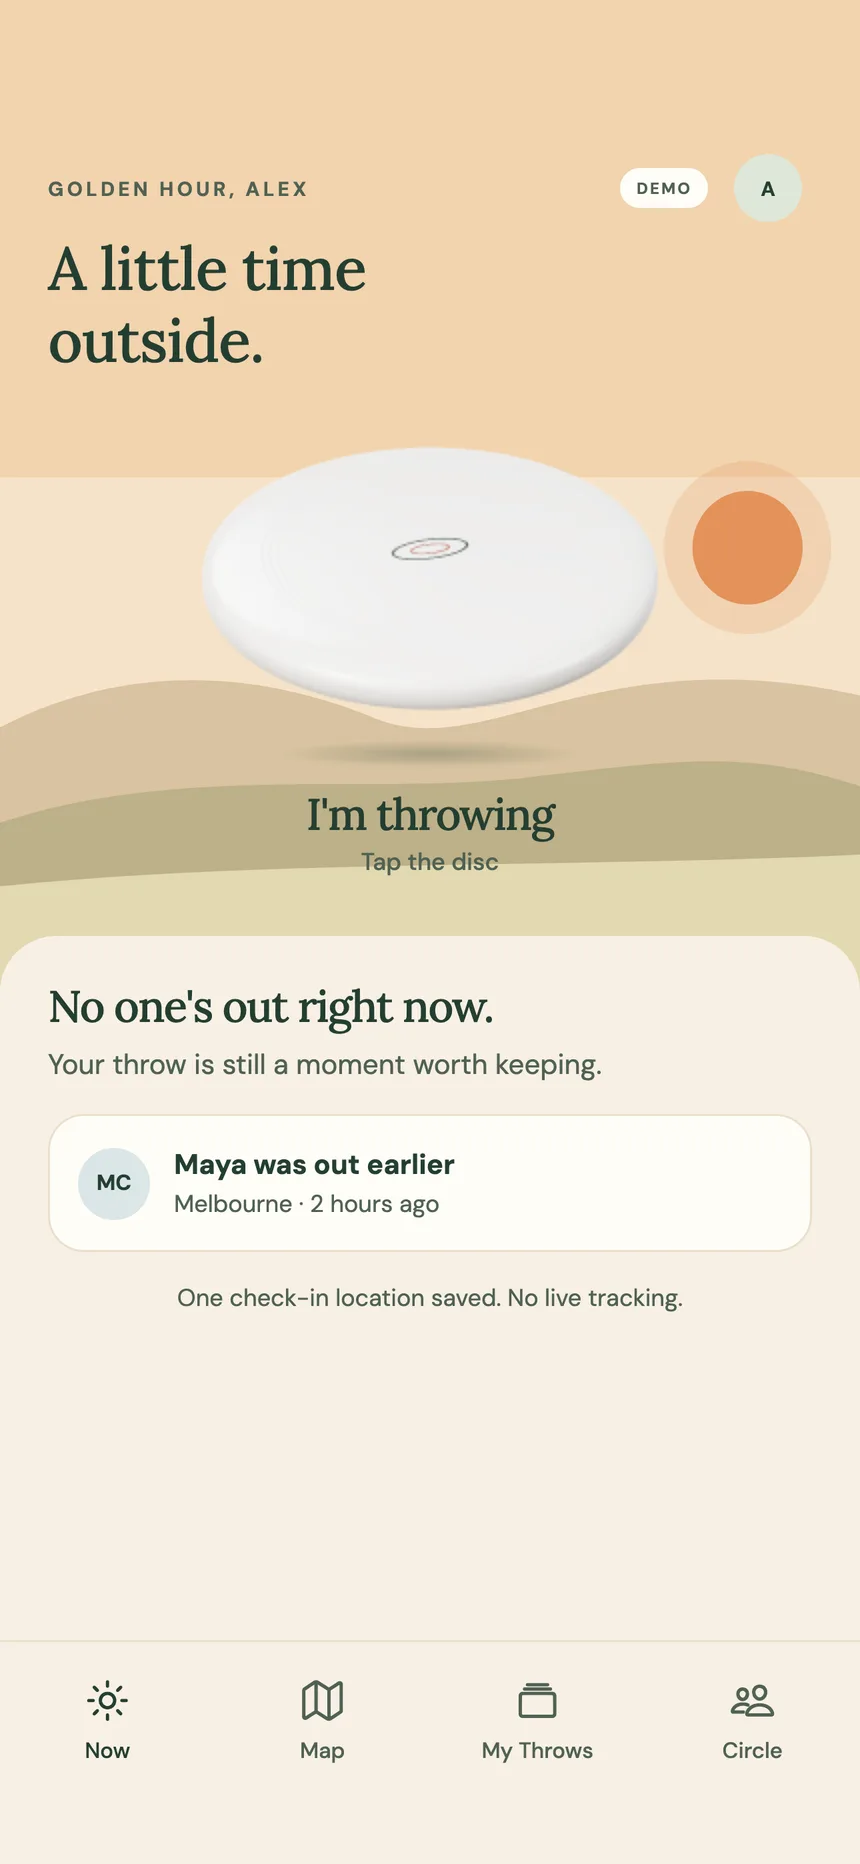 GOLDEN HOUR, ALEX
DEMO
A
A little time
outside.
I'm throwing
Tap the disc
No one's out right now.
Your throw is still a moment worth keeping.
MC
Maya was out earlier
Melbourne · 2 hours ago
One check-in location saved. No live tracking.
Now
Map
My Throws
Circle